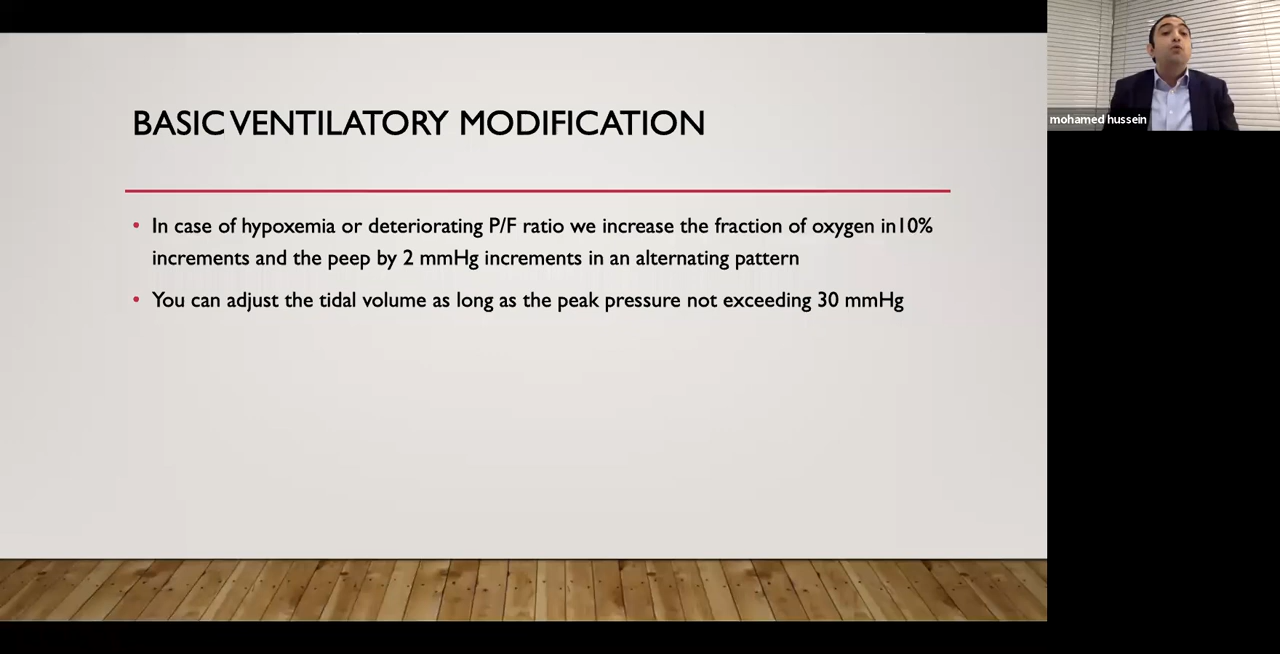 BASIC VENTILATORY MODIFICATION
• In case of hypoxemia or deteriorating P/F ratio we increase the fraction of oxygen in10%
increments and the peep by 2 mmHg increments in an alternating pattern
• You can adjust the tidal volume as long as the peak pressure not exceeding 30 mmHg
mohamed hussein